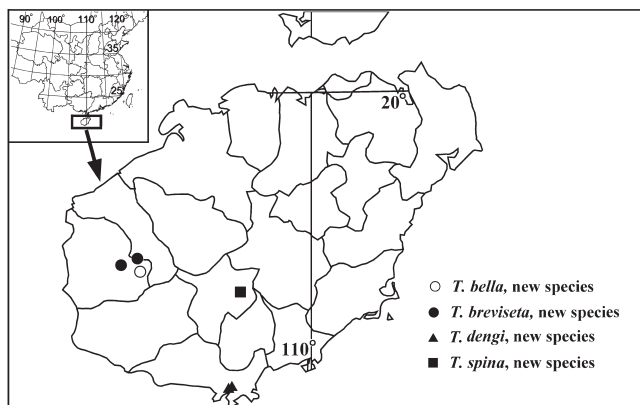 90° 100° 110° 120°
35°
25°
20°
110°
○ T. bella, new species
● T. breviseta, new species
▲ T. dengi, new species
■ T. spina, new species